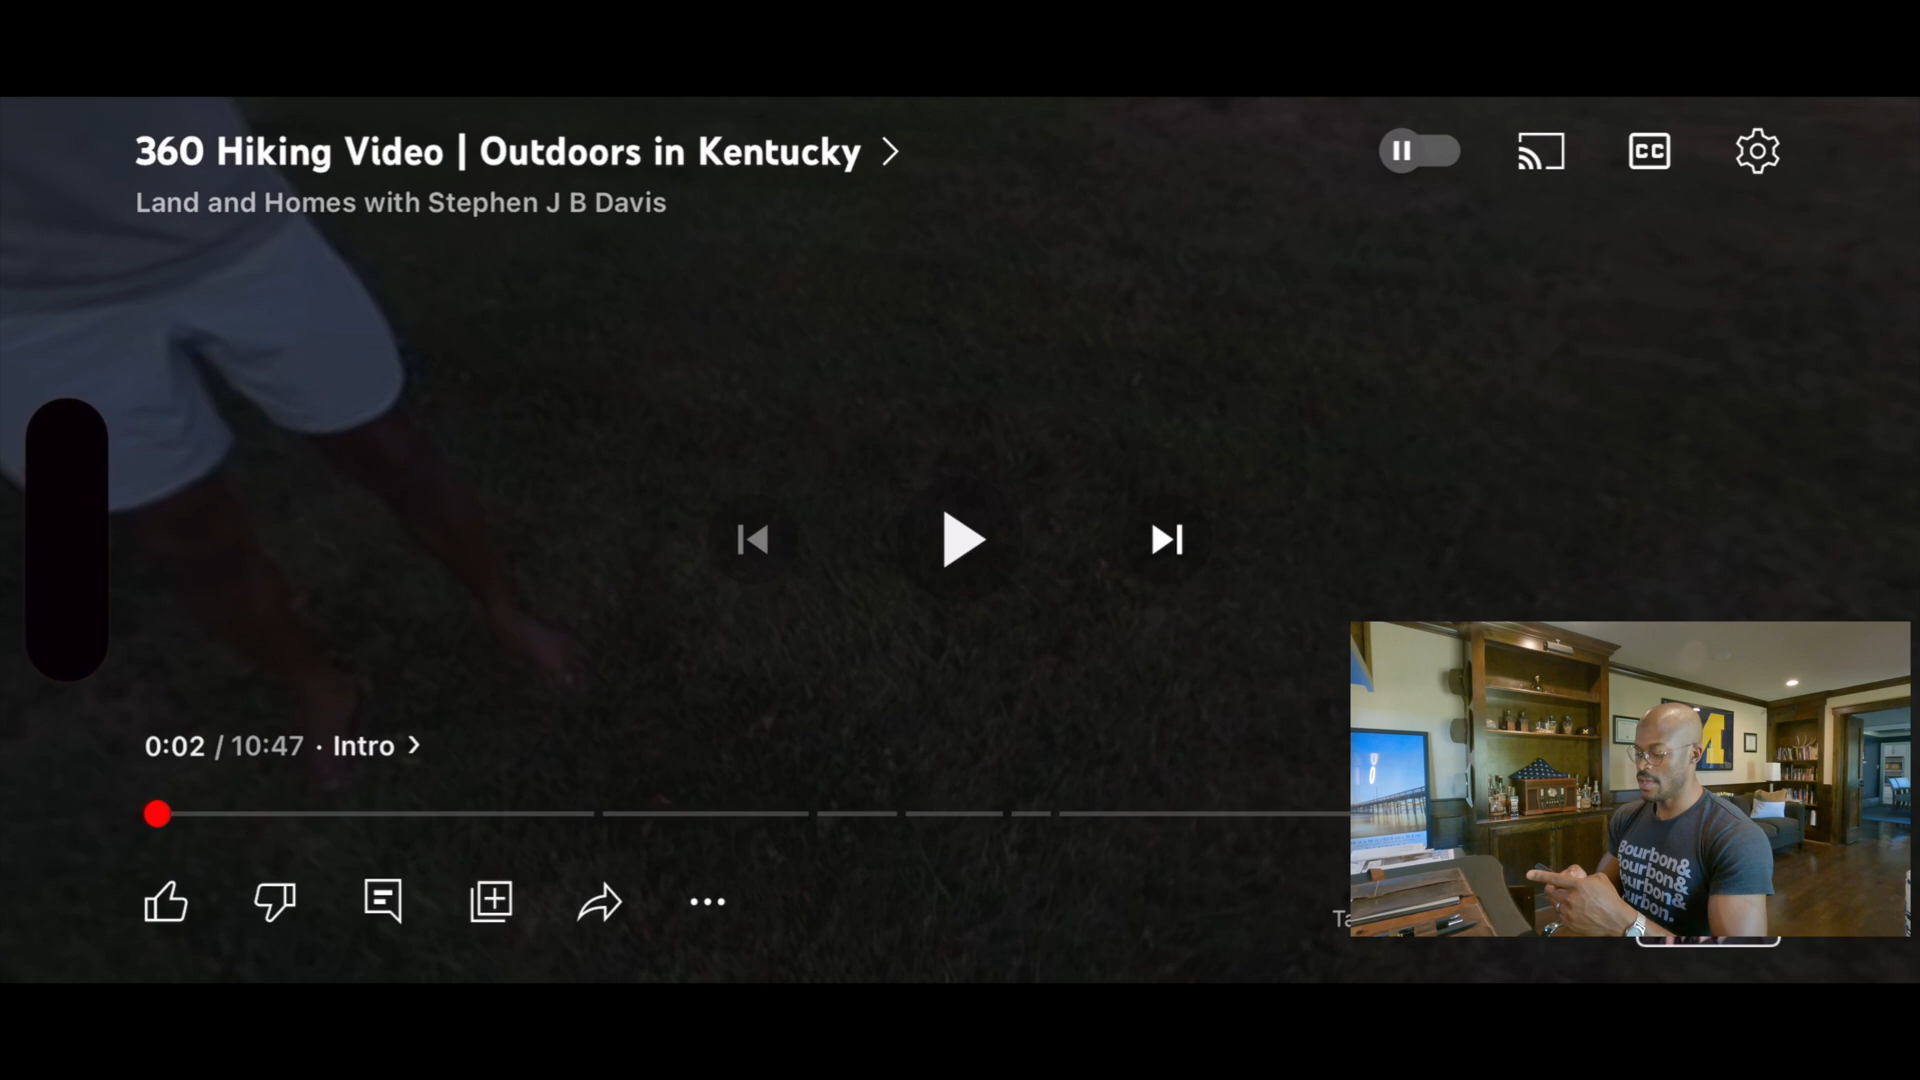 360 Hiking Video | Outdoors in Kentucky
Land and Homes with Stephen J B Davis
CC
0:02 / 10:47 · Intro
M
Bourbon&
Bourbon&
Bourbon&
Bourbon.